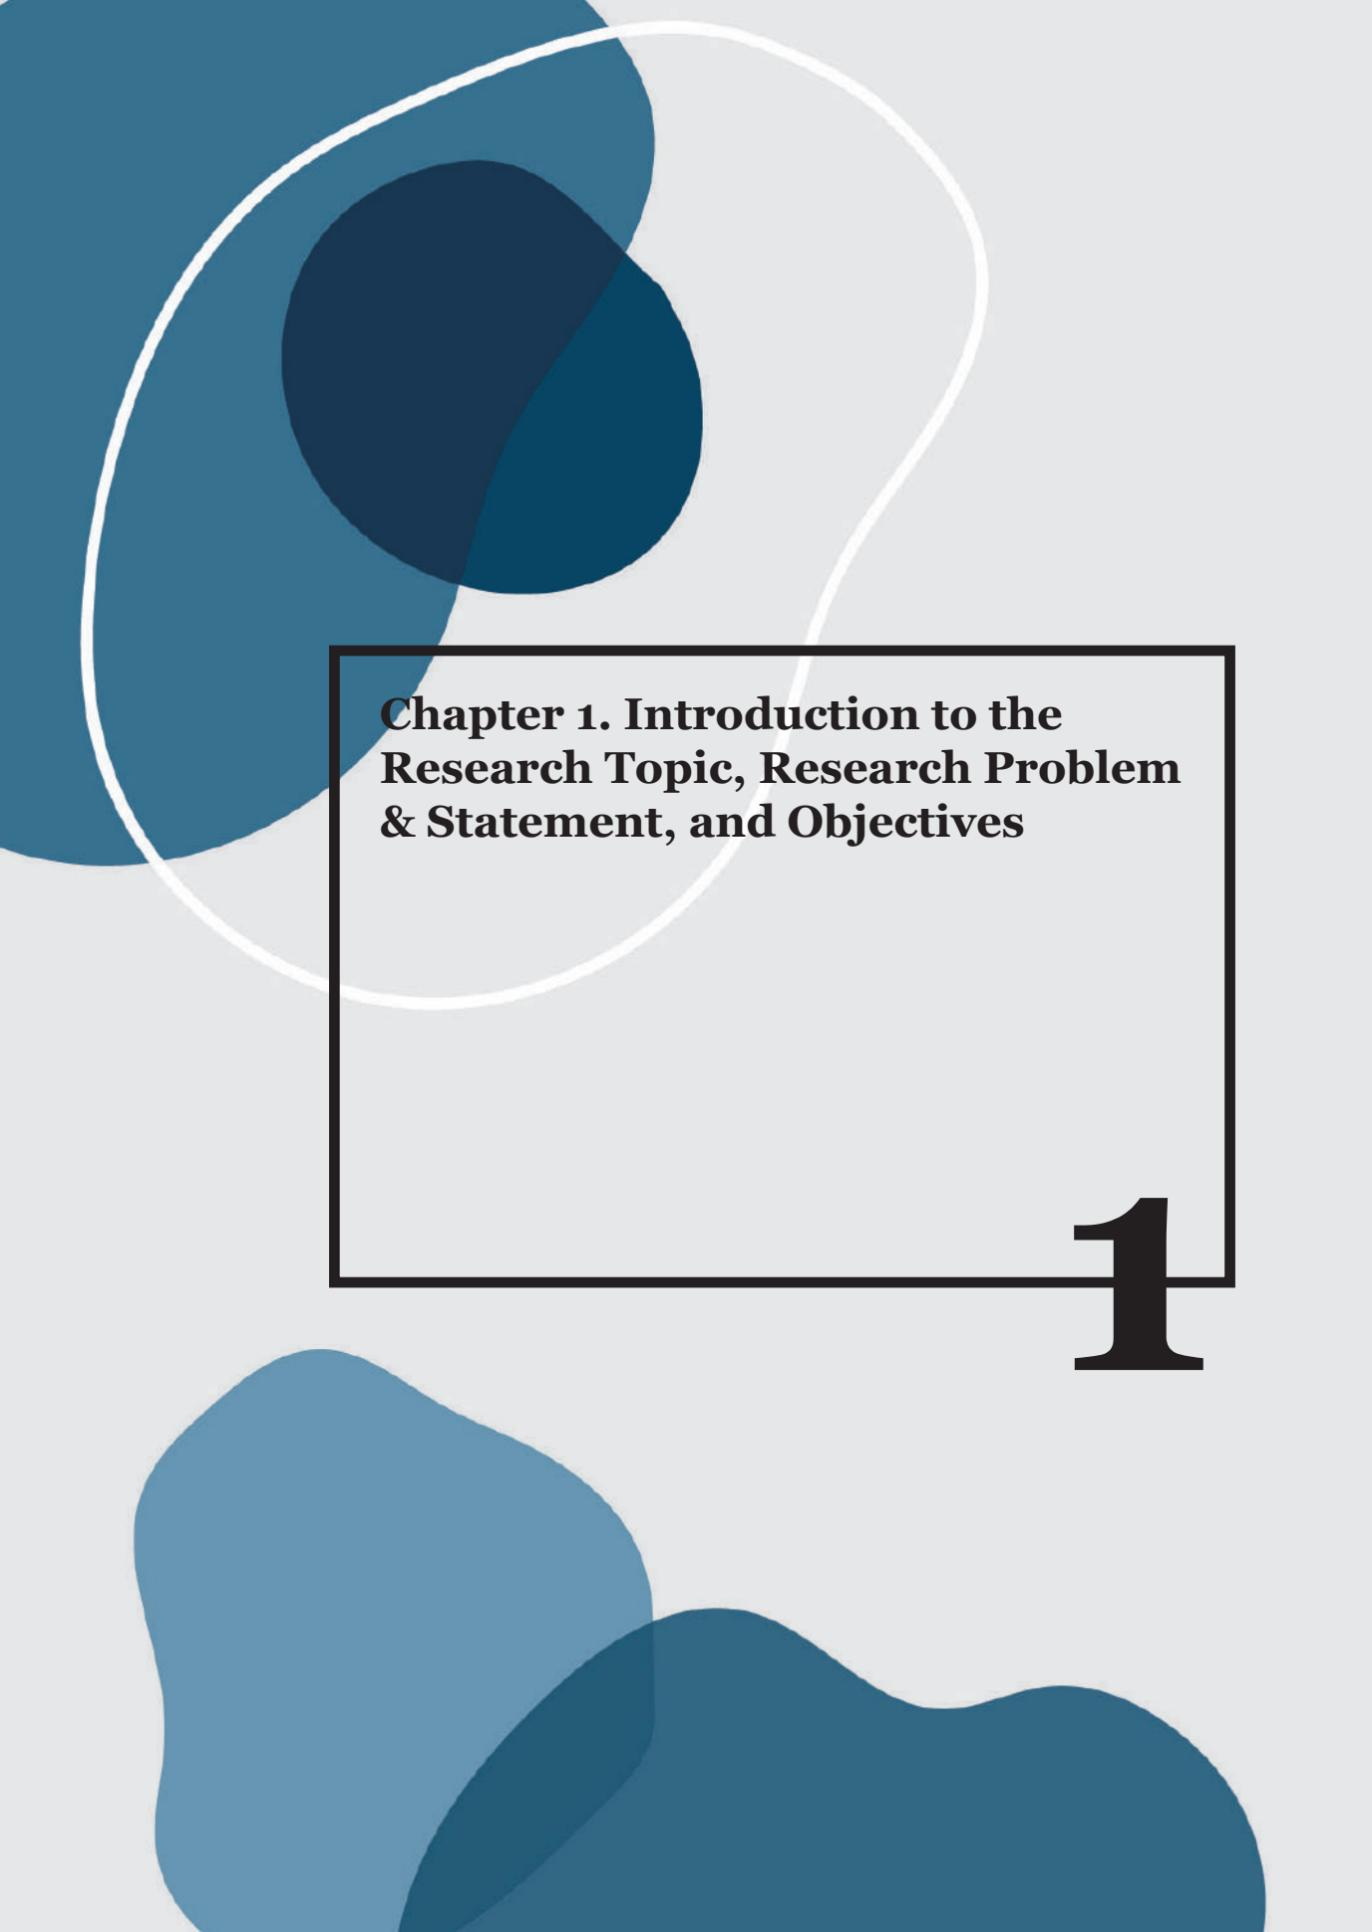 Chapter 1. Introduction to the
Research Topic, Research Problem
& Statement, and Objectives
1